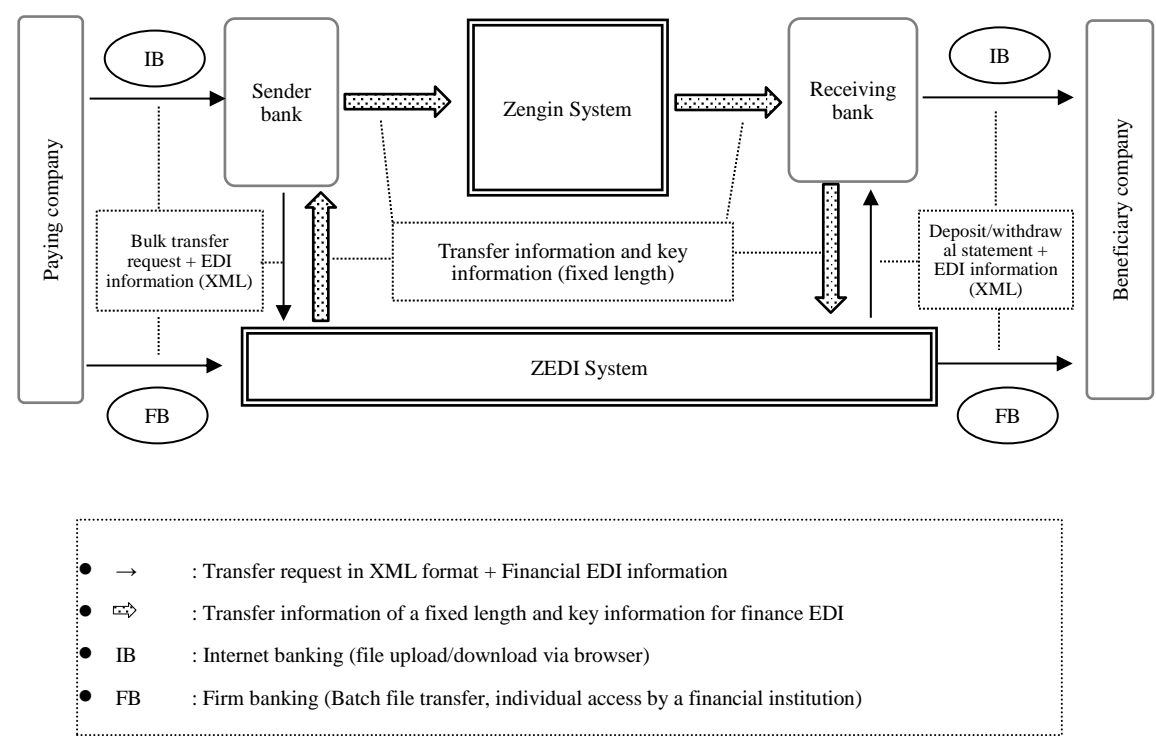 Paying company
IB
Sender
bank
Zengin System
Receiving
bank
IB
Beneficiary company
Bulk transfer
request + EDI
information (XML)
Transfer information and key
information (fixed length)
Deposit/withdraw
al statement +
EDI information
(XML)
ZEDI System
FB
FB
● → : Transfer request in XML format + Financial EDI information
● : Transfer information of a fixed length and key information for finance EDI
● IB : Internet banking (file upload/download via browser)
● FB : Firm banking (Batch file transfer, individual access by a financial institution)